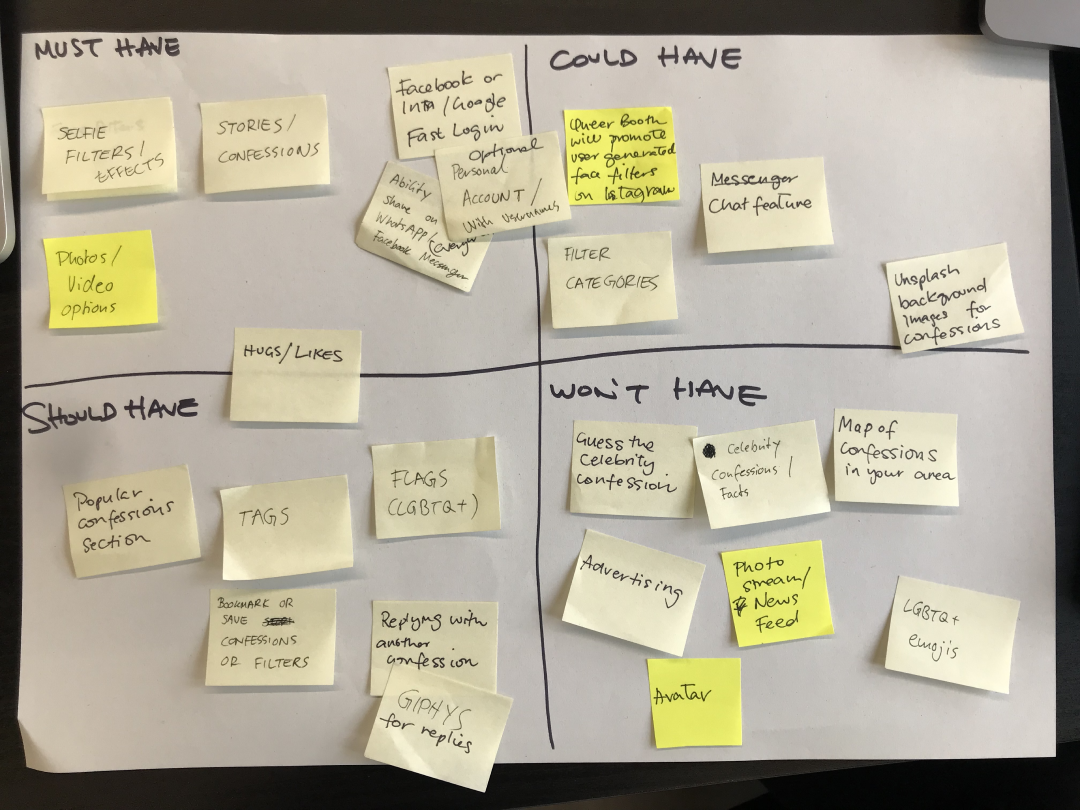 MUST HAVE
SELFIE
FILTERS/
EFFECTS
STORIES/
CONFESSIONS
Facebook or
Insta/Google
Fast Login
Optional
Personal
ACCOUNT/
With Usernames
Ability
share on
WhatsAPP/
Facebook Messenger
Photos/
Video
options
HUGS/LIKES
COULD HAVE
Queer Booth
will promote
user generated
face filters
on Istagram
Messenger
Chat feature
FILTER
CATEGORIES
Unsplash
background
images for
confessions
SHOULD HAVE
Popular
confessions
section
TAGS
FLAGS
(LGBTQ+)
BOOKMARK OR
SAVE
CONFESSIONS
OR FILTERS
Replying with
another
confession
GIPHYS
for replies
WON'T HAVE
Guess the
Celebrity
confession
Celebrity
Confessions/
Facts
Map of
confessions
in your area
Advertising
Photo
stream/
News
Feed
LGBTQ+
emojis
Avatar